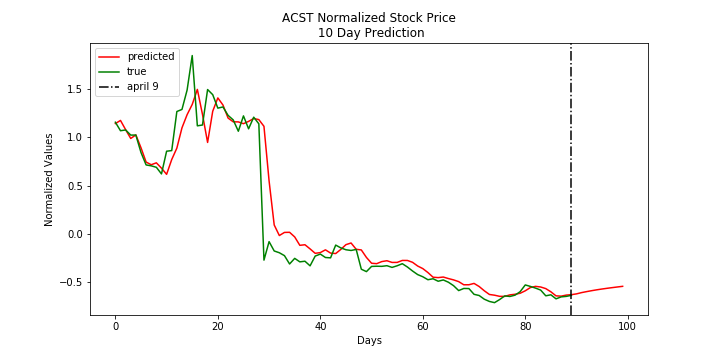 ACST Normalized Stock Price
10 Day Prediction
predicted
true
april 9
Normalized Values
1.5
1.0
0.5
0.0
−0.5
0
20
40
60
80
100
Days